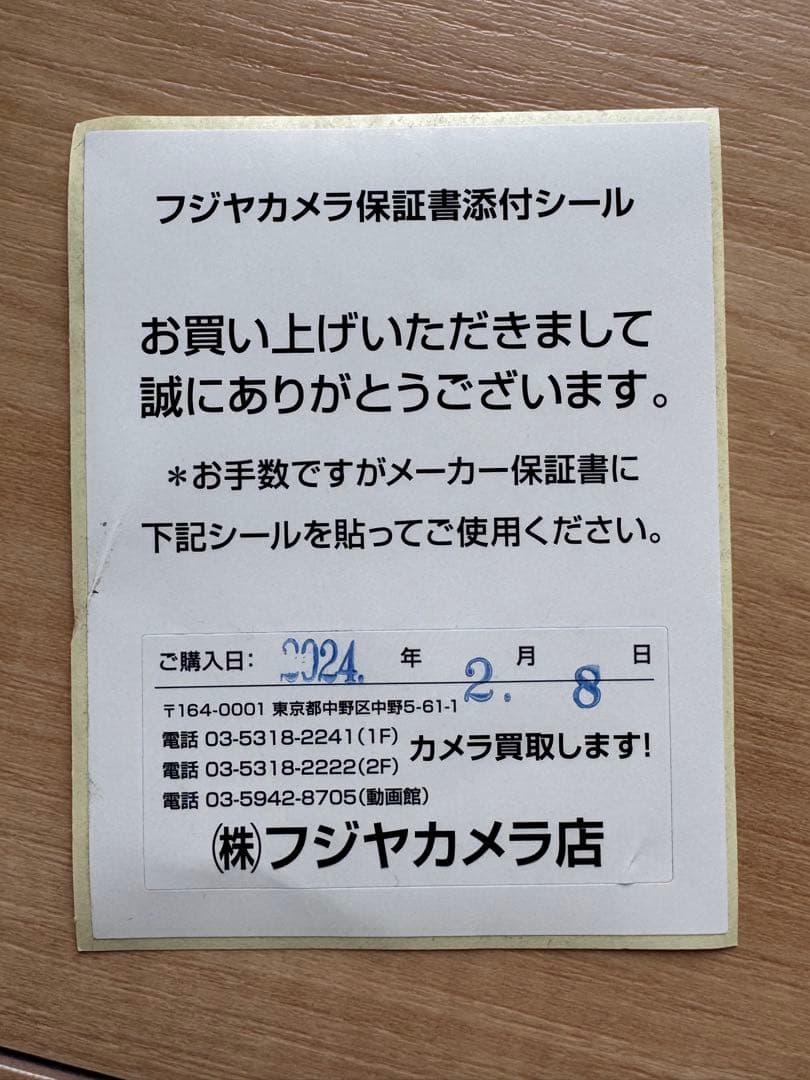 フジヤカメラ保証書添付シール
お買い上げいただきまして
誠にありがとうございます。
＊お手数ですがメーカー保証書に
下記シールを貼ってご使用ください。
ご購入日: 2024. 年 2. 月 8 日
〒164-0001 東京都中野区中野5-61-1
電話 03-5318-2241(1F)
電話 03-5318-2222(2F)
カメラ買取します!
電話 03-5942-8705(動画館)
㈱フジヤカメラ店